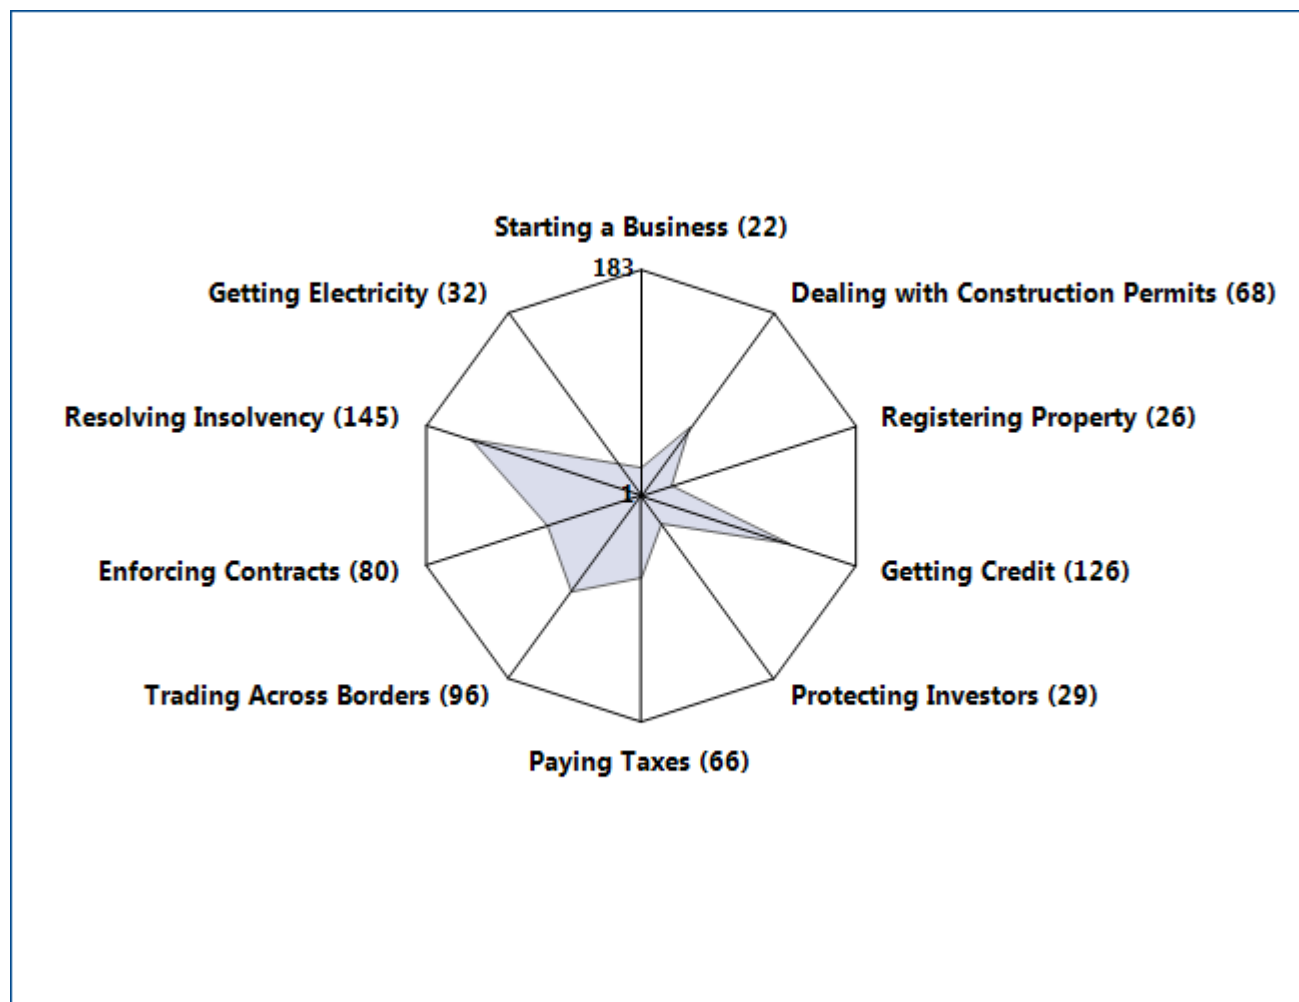 Starting a Business (22)
183
Getting Electricity (32)
Dealing with Construction Permits (68)
Resolving Insolvency (145)
Registering Property (26)
1
Enforcing Contracts (80)
Getting Credit (126)
Trading Across Borders (96)
Protecting Investors (29)
Paying Taxes (66)